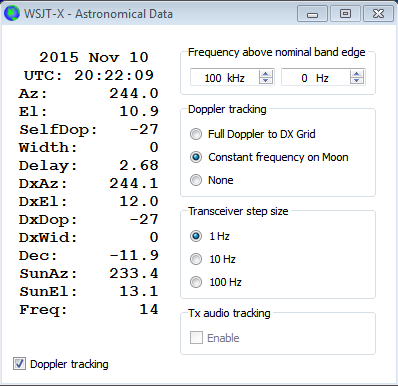 WSJT-X - Astronomical Data
2015 Nov 10
UTC: 20:22:09
Az: 244.0
El: 10.9
SelfDop: -27
Width: 0
Delay: 2.68
DxAz: 244.1
DxEl: 12.0
DxDop: -27
DxWid: 0
Dec: -11.9
SunAz: 233.4
SunEl: 13.1
Freq: 14
Doppler tracking
Frequency above nominal band edge
100 kHz 0 Hz
Doppler tracking
Full Doppler to DX Grid
Constant frequency on Moon
None
Transceiver step size
1 Hz
10 Hz
100 Hz
Tx audio tracking
Enable